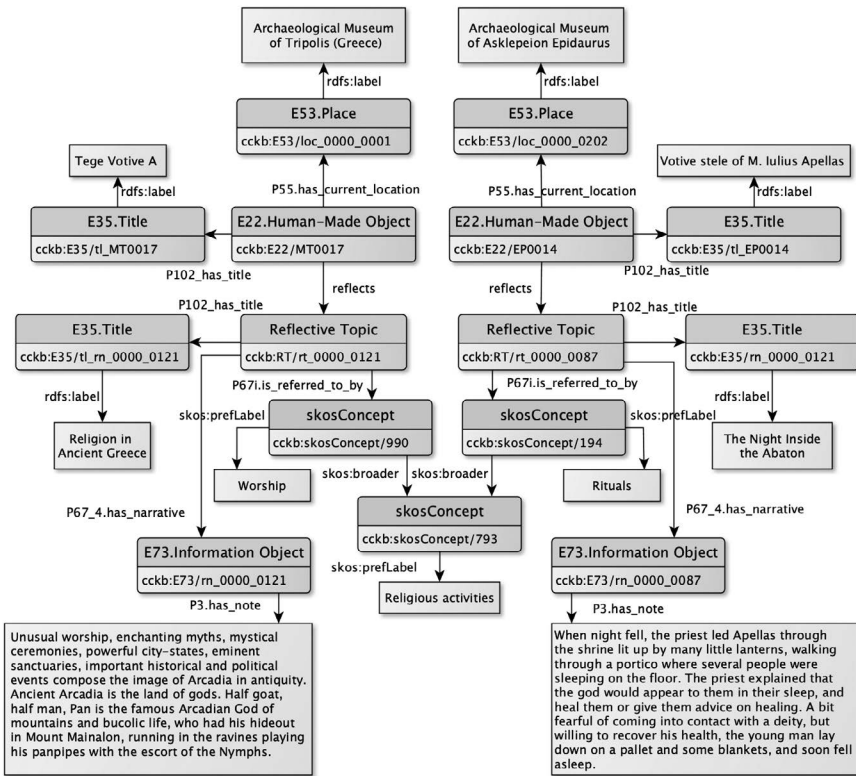 Archaeological Museum
of Tripolis (Greece)
Archaeological Museum
of Asklepeion Epidaurus
rdfs:label
rdfs:label
E53.Place
cckb:E53/loc_0000_0001
E53.Place
cckb:E53/loc_0000_0202
Tege Votive A
Votive stele of M. Iulius Apellas
rdfs:label
P55.has_current_location
P55.has_current_location
rdfs:label
E35.Title
cckb:E35/tl_MT0017
E22.Human-Made Object
cckb:E22/MT0017
E22.Human-Made Object
cckb:E22/EP0014
E35.Title
cckb:E35/tl_EP0014
P102_has_title
P102_has_title
reflects
reflects
P102_has_title
P102_has_title
E35.Title
cckb:E35/tl_rn_0000_0121
Reflective Topic
cckb:RT/rt_0000_0121
Reflective Topic
cckb:RT/rt_0000_0087
E35.Title
cckb:E35/rn_0000_0121
P67i.is_referred_to_by
P67i.is_referred_to_by
rdfs:label
rdfs:label
skos:prefLabel
skosConcept
cckb:skosConcept/990
skosConcept
cckb:skosConcept/194
skos:prefLabel
Religion in
Ancient Greece
The Night Inside
the Abaton
skos:broader
skos:broader
Worship
Rituals
P67_4.has_narrative
P67_4.has_narrative
skosConcept
cckb:skosConcept/793
E73.Information Object
cckb:E73/rn_0000_0121
E73.Information Object
cckb:E73/rn_0000_0087
skos:prefLabel
Religious activities
P3.has_note
P3.has_note
Unusual worship, enchanting myths, mystical
ceremonies, powerful city-states, eminent
sanctuaries, important historical and political
events compose the image of Arcadia in antiquity.
Ancient Arcadia is the land of gods. Half goat,
half man, Pan is the famous Arcadian God of
mountains and bucolic life, who had his hideout
in Mount Mainalon, running in the ravines playing
his panpipes with the escort of the Nymphs.
When night fell, the priest led Apellas through
the shrine lit up by many little lanterns, walking
through a portico where several people were
sleeping on the floor. The priest explained that
the god would appear to them in their sleep, and
heal them or give them advice on healing. A bit
fearful of coming into contact with a deity, but
willing to recover his health, the young man lay
down on a pallet and some blankets, and soon fell
asleep.